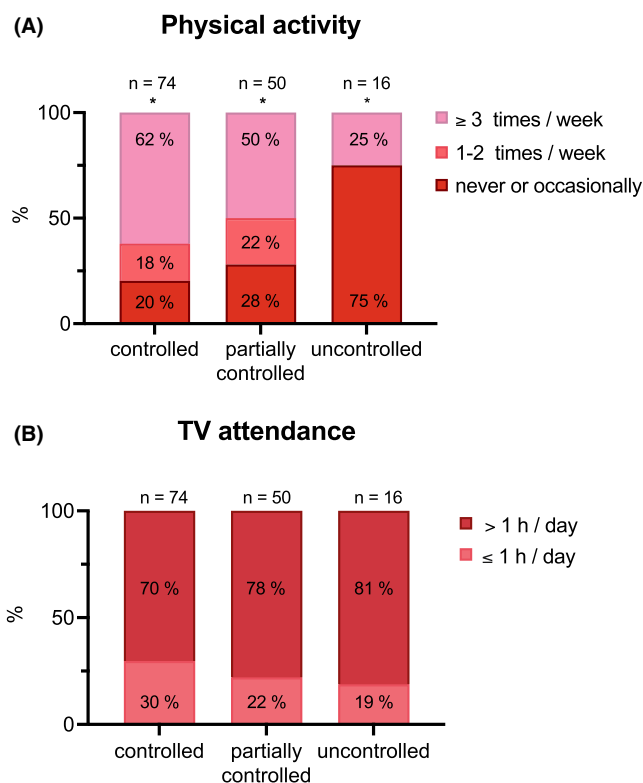 (A) Physical activity
n = 74 n = 50 n = 16
* * *
100
62 % 50 % 25 %
≥ 3 times / week
1-2 times / week
never or occasionally
%
50
18 % 22 %
20 % 28 % 75 %
0
controlled partially controlled uncontrolled
(B) TV attendance
n = 74 n = 50 n = 16
100
> 1 h / day
≤ 1 h / day
70 % 78 % 81 %
%
50
30 % 22 % 19 %
0
controlled partially controlled uncontrolled